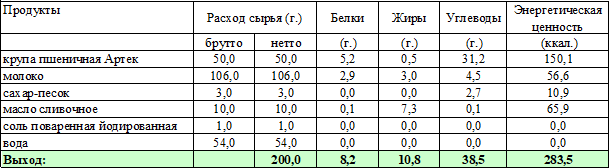 Продукты Расход сырья (г.) Белки Жиры Углеводы Энергетическая ценность
брутто нетто (г.) (г.) (г.) (ккал.)
крупа пшеничная Артек 50,0 50,0 5,2 0,5 31,2 150,1
молоко 106,0 106,0 2,9 3,0 4,5 56,6
сахар-песок 3,0 3,0 0,0 0,0 2,7 10,9
масло сливочное 10,0 10,0 0,1 7,3 0,1 65,9
соль поваренная йодированная 1,0 1,0 0,0 0,0 0,0 0,0
вода 54,0 54,0 0,0 0,0 0,0 0,0
Выход: 200,0 8,2 10,8 38,5 283,5